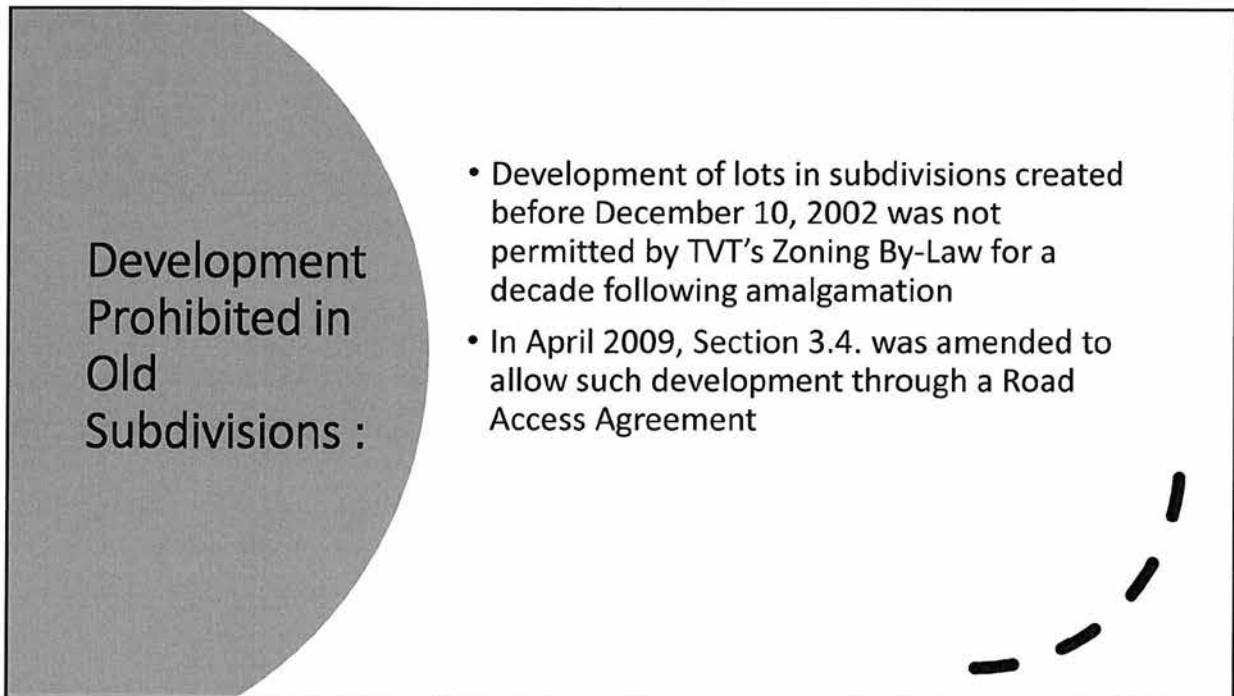 Development
Prohibited in
Old
Subdivisions :
• Development of lots in subdivisions created
before December 10, 2002 was not
permitted by TVT's Zoning By-Law for a
decade following amalgamation
• In April 2009, Section 3.4. was amended to
allow such development through a Road
Access Agreement